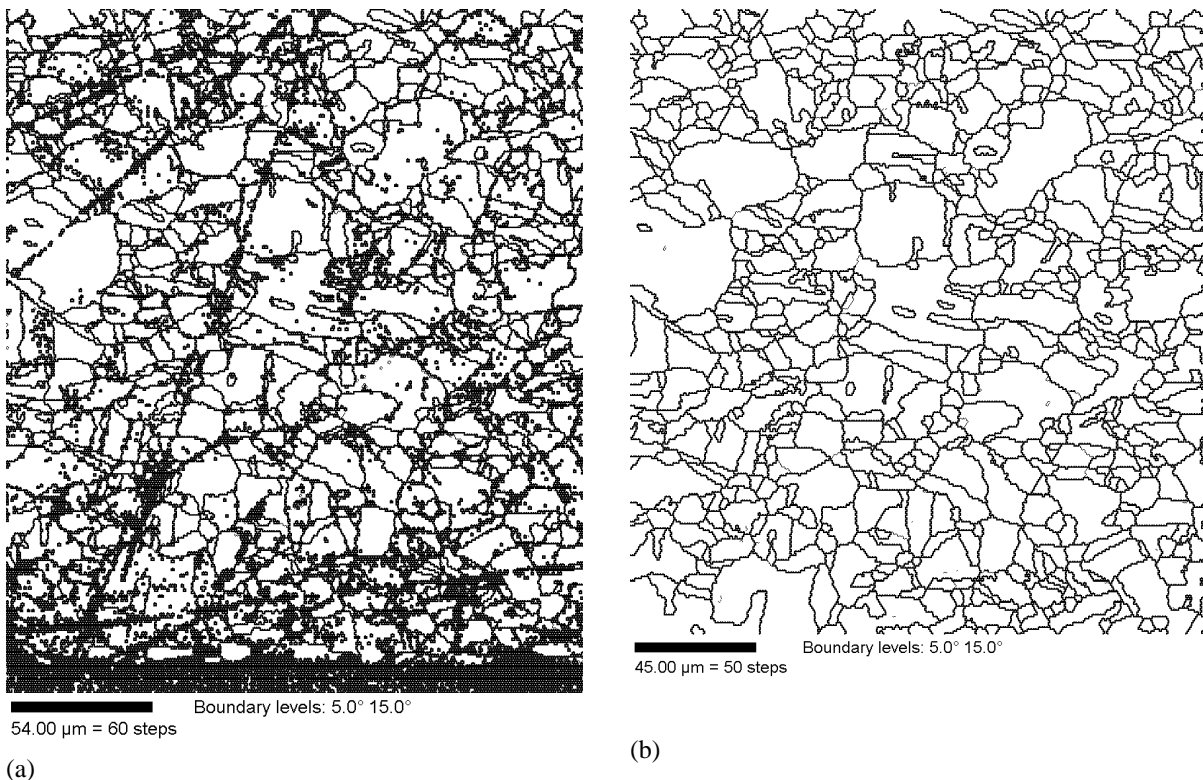 Boundary levels: 5.0° 15.0°
54.00 µm = 60 steps
(a)
Boundary levels: 5.0° 15.0°
45.00 µm = 50 steps
(b)